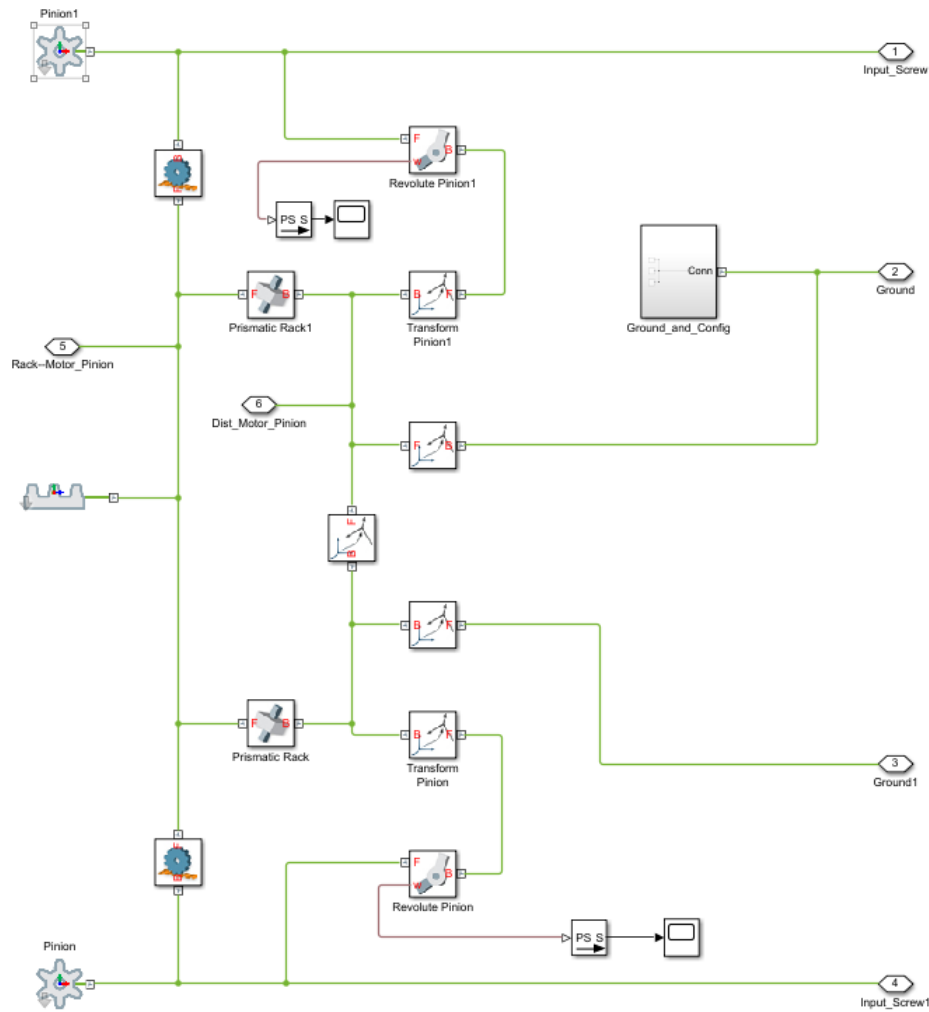 Pinion1
1
Input_Screw
F
B
w
Revolute Pinion1
PS S
Conn
F
B
B
F
2
Ground
Prismatic Rack1
Transform
Pinion1
Ground_and_Config
5
Rack--Motor_Pinion
6
Dist_Motor_Pinion
F
B
F
B
B
F
F
B
B
F
3
Prismatic Rack
Transform
Pinion
Ground1
F
B
w
Revolute Pinion
PS S
Pinion
4
Input_Screw1